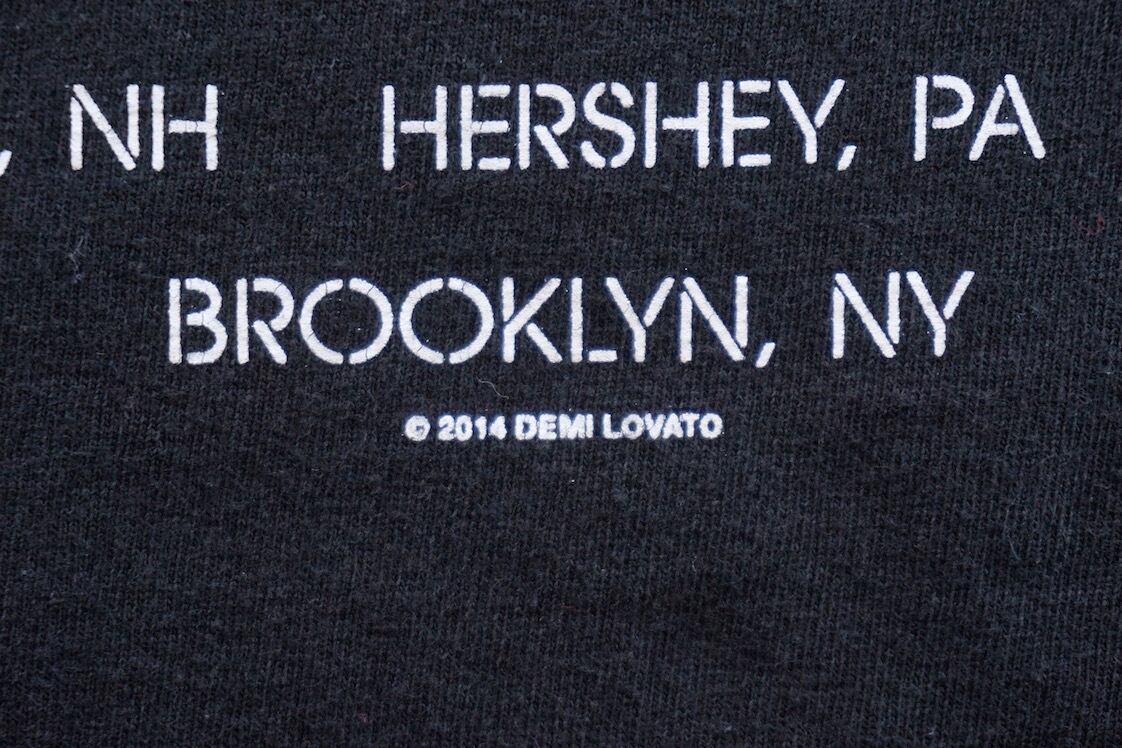 , NH HERSHEY, PA
BROOKLYN, NY
© 2014 DEMI LOVATO